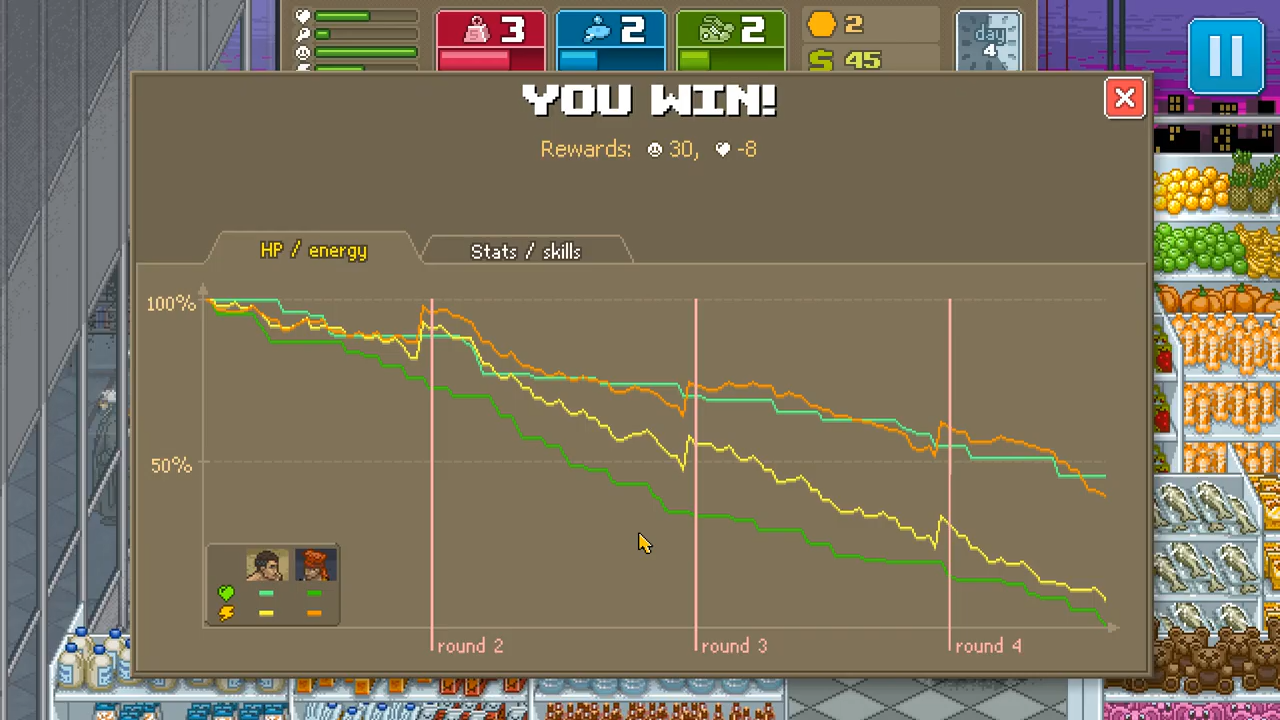 3 2 2 2
45
day
4
YOU WIN!
Rewards: 30, -8
HP / energy Stats / skills
100%
50%
round 2 round 3 round 4